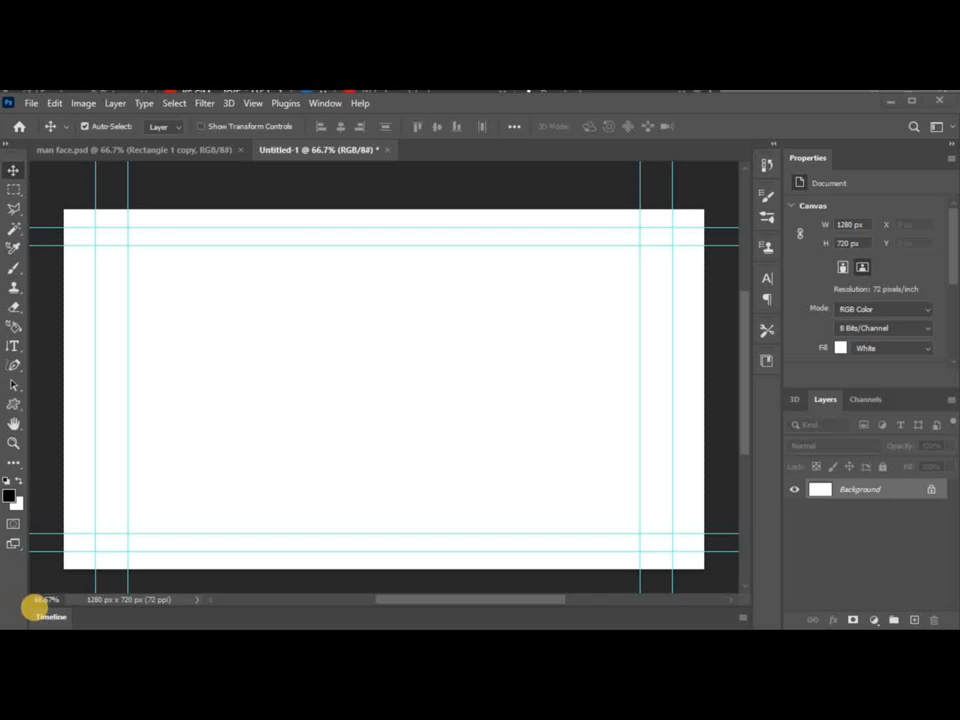 Ps File Edit Image Layer Type Select Filter 3D View Plugins Window Help
Auto-Select: Layer Show Transform Controls 3D Mode:
man face.psd @ 66.7% (Rectangle 1 copy, RGB/8#) × Untitled-1 @ 66.7% (RGB/8#) * ×
Properties
Document
Canvas
W 1280 px X
H 720 px Y
Resolution: 72 pixels/inch
Mode RGB Color
8 Bits/Channel
Fill White
3D Layers Channels
Kind
Normal Opacity: 100%
Lock: Fill: 100%
Background
66.67% 1280 px x 720 px (72 ppi)
Timeline